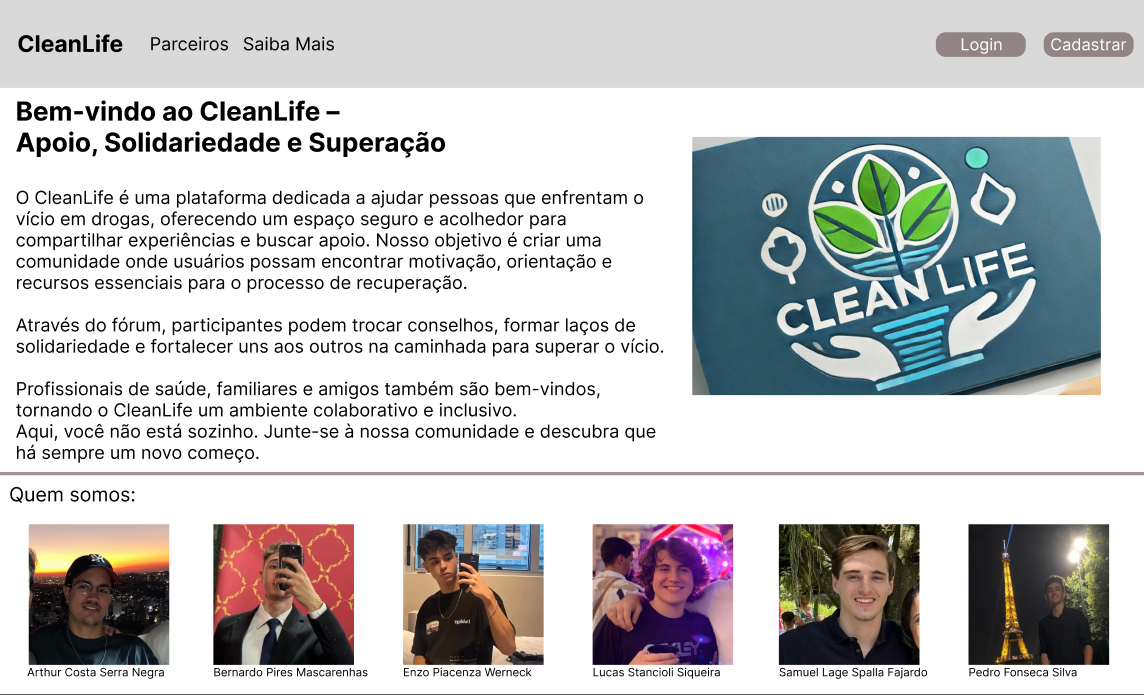 CleanLife Parceiros Saiba Mais Login Cadastrar
Bem-vindo ao CleanLife –
Apoio, Solidariedade e Superação
O CleanLife é uma plataforma dedicada a ajudar pessoas que enfrentam o
vício em drogas, oferecendo um espaço seguro e acolhedor para
compartilhar experiências e buscar apoio. Nosso objetivo é criar uma
comunidade onde usuários possam encontrar motivação, orientação e
recursos essenciais para o processo de recuperação.
Através do fórum, participantes podem trocar conselhos, formar laços de
solidariedade e fortalecer uns aos outros na caminhada para superar o vício.
Profissionais de saúde, familiares e amigos também são bem-vindos,
tornando o CleanLife um ambiente colaborativo e inclusivo.
Aqui, você não está sozinho. Junte-se à nossa comunidade e descubra que
há sempre um novo começo.
CLEAN LIFE
Quem somos:
Arthur Costa Serra Negra
Bernardo Pires Mascarenhas
Enzo Piacenza Werneck
Lucas Stancioli Siqueira
Samuel Lage Spalla Fajardo
Pedro Fonseca Silva